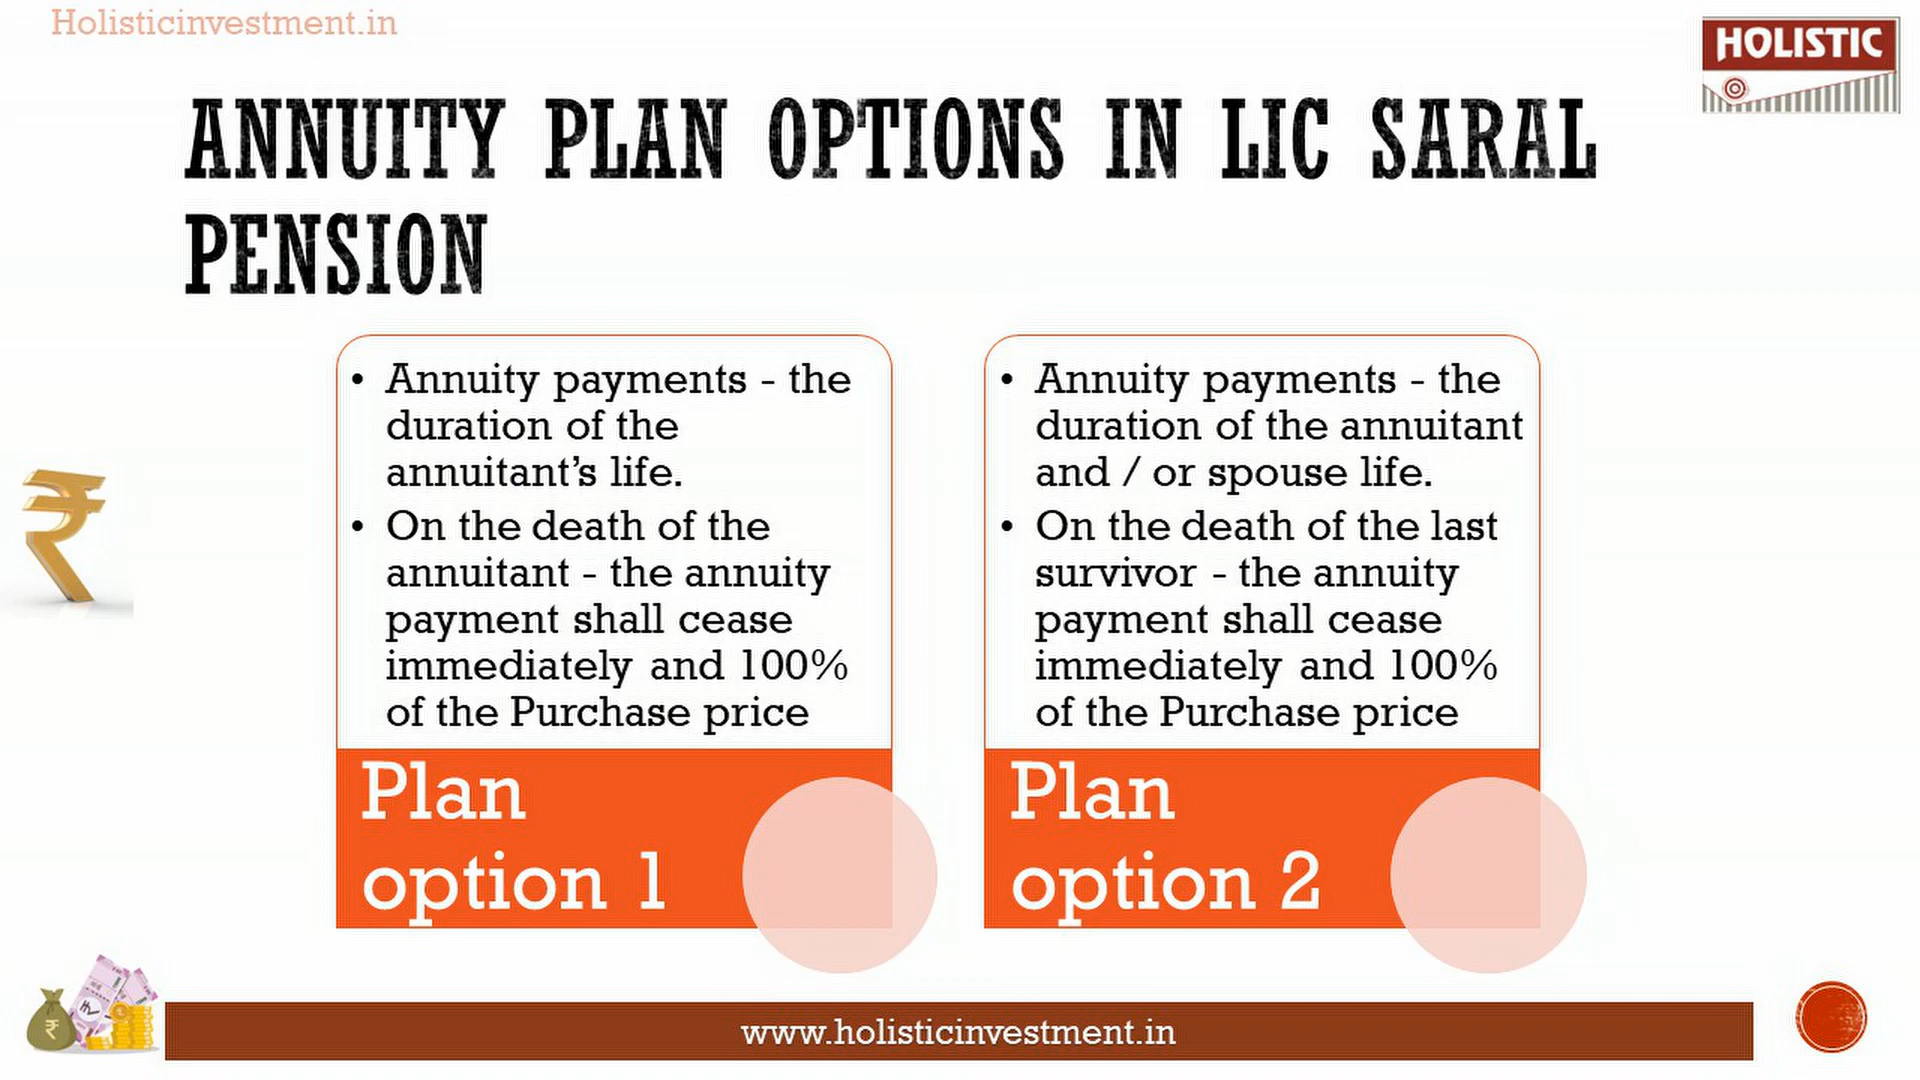 Holisticinvestment.in
HOLISTIC
ANNUITY PLAN OPTIONS IN LIC SARAL
PENSION
• Annuity payments - the
duration of the
annuitant’s life.
• On the death of the
annuitant - the annuity
payment shall cease
immediately and 100%
of the Purchase price
Plan
option 1
• Annuity payments - the
duration of the annuitant
and / or spouse life.
• On the death of the last
survivor - the annuity
payment shall cease
immediately and 100%
of the Purchase price
Plan
option 2
www.holisticinvestment.in